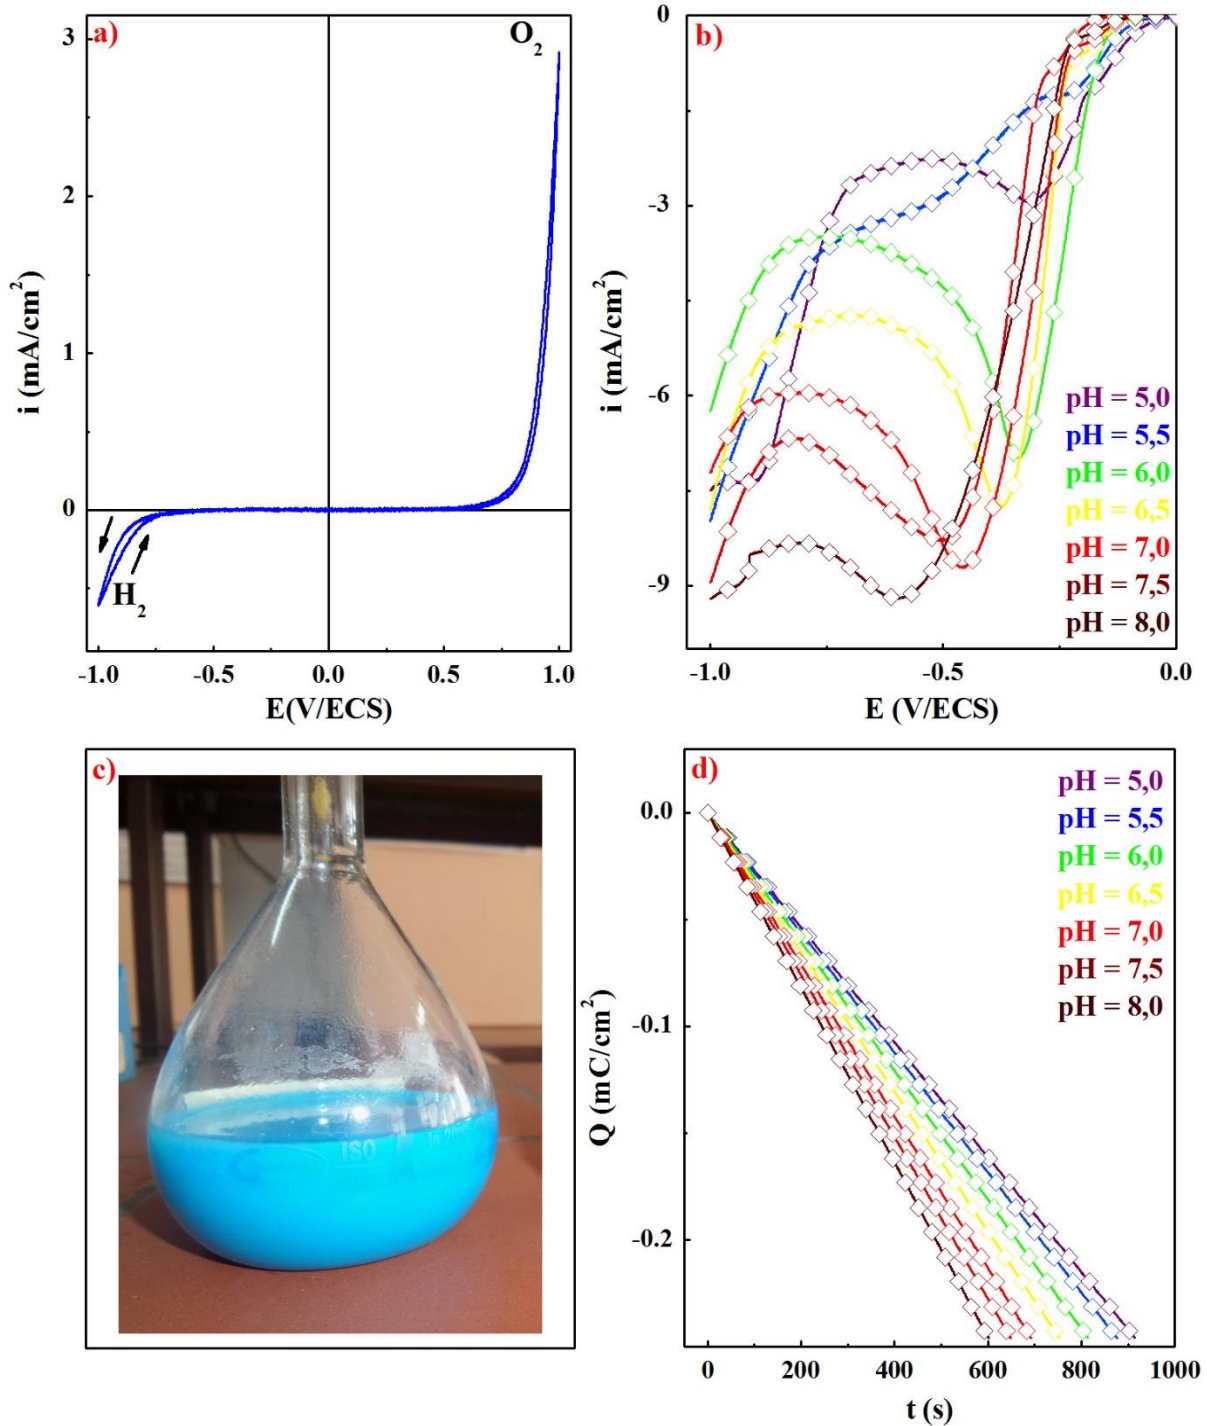 a)
O2
3
2
1
0
i (mA/cm2)
H2
-1.0 -0.5 0.0 0.5 1.0
E(V/ECS)
b)
0
-3
-6
-9
i (mA/cm2)
pH = 5,0
pH = 5,5
pH = 6,0
pH = 6,5
pH = 7,0
pH = 7,5
pH = 8,0
-1.0 -0.5 0.0
E (V/ECS)
c)
ISO
d)
0.0
-0.1
-0.2
Q (mC/cm2)
pH = 5,0
pH = 5,5
pH = 6,0
pH = 6,5
pH = 7,0
pH = 7,5
pH = 8,0
0 200 400 600 800 1000
t (s)